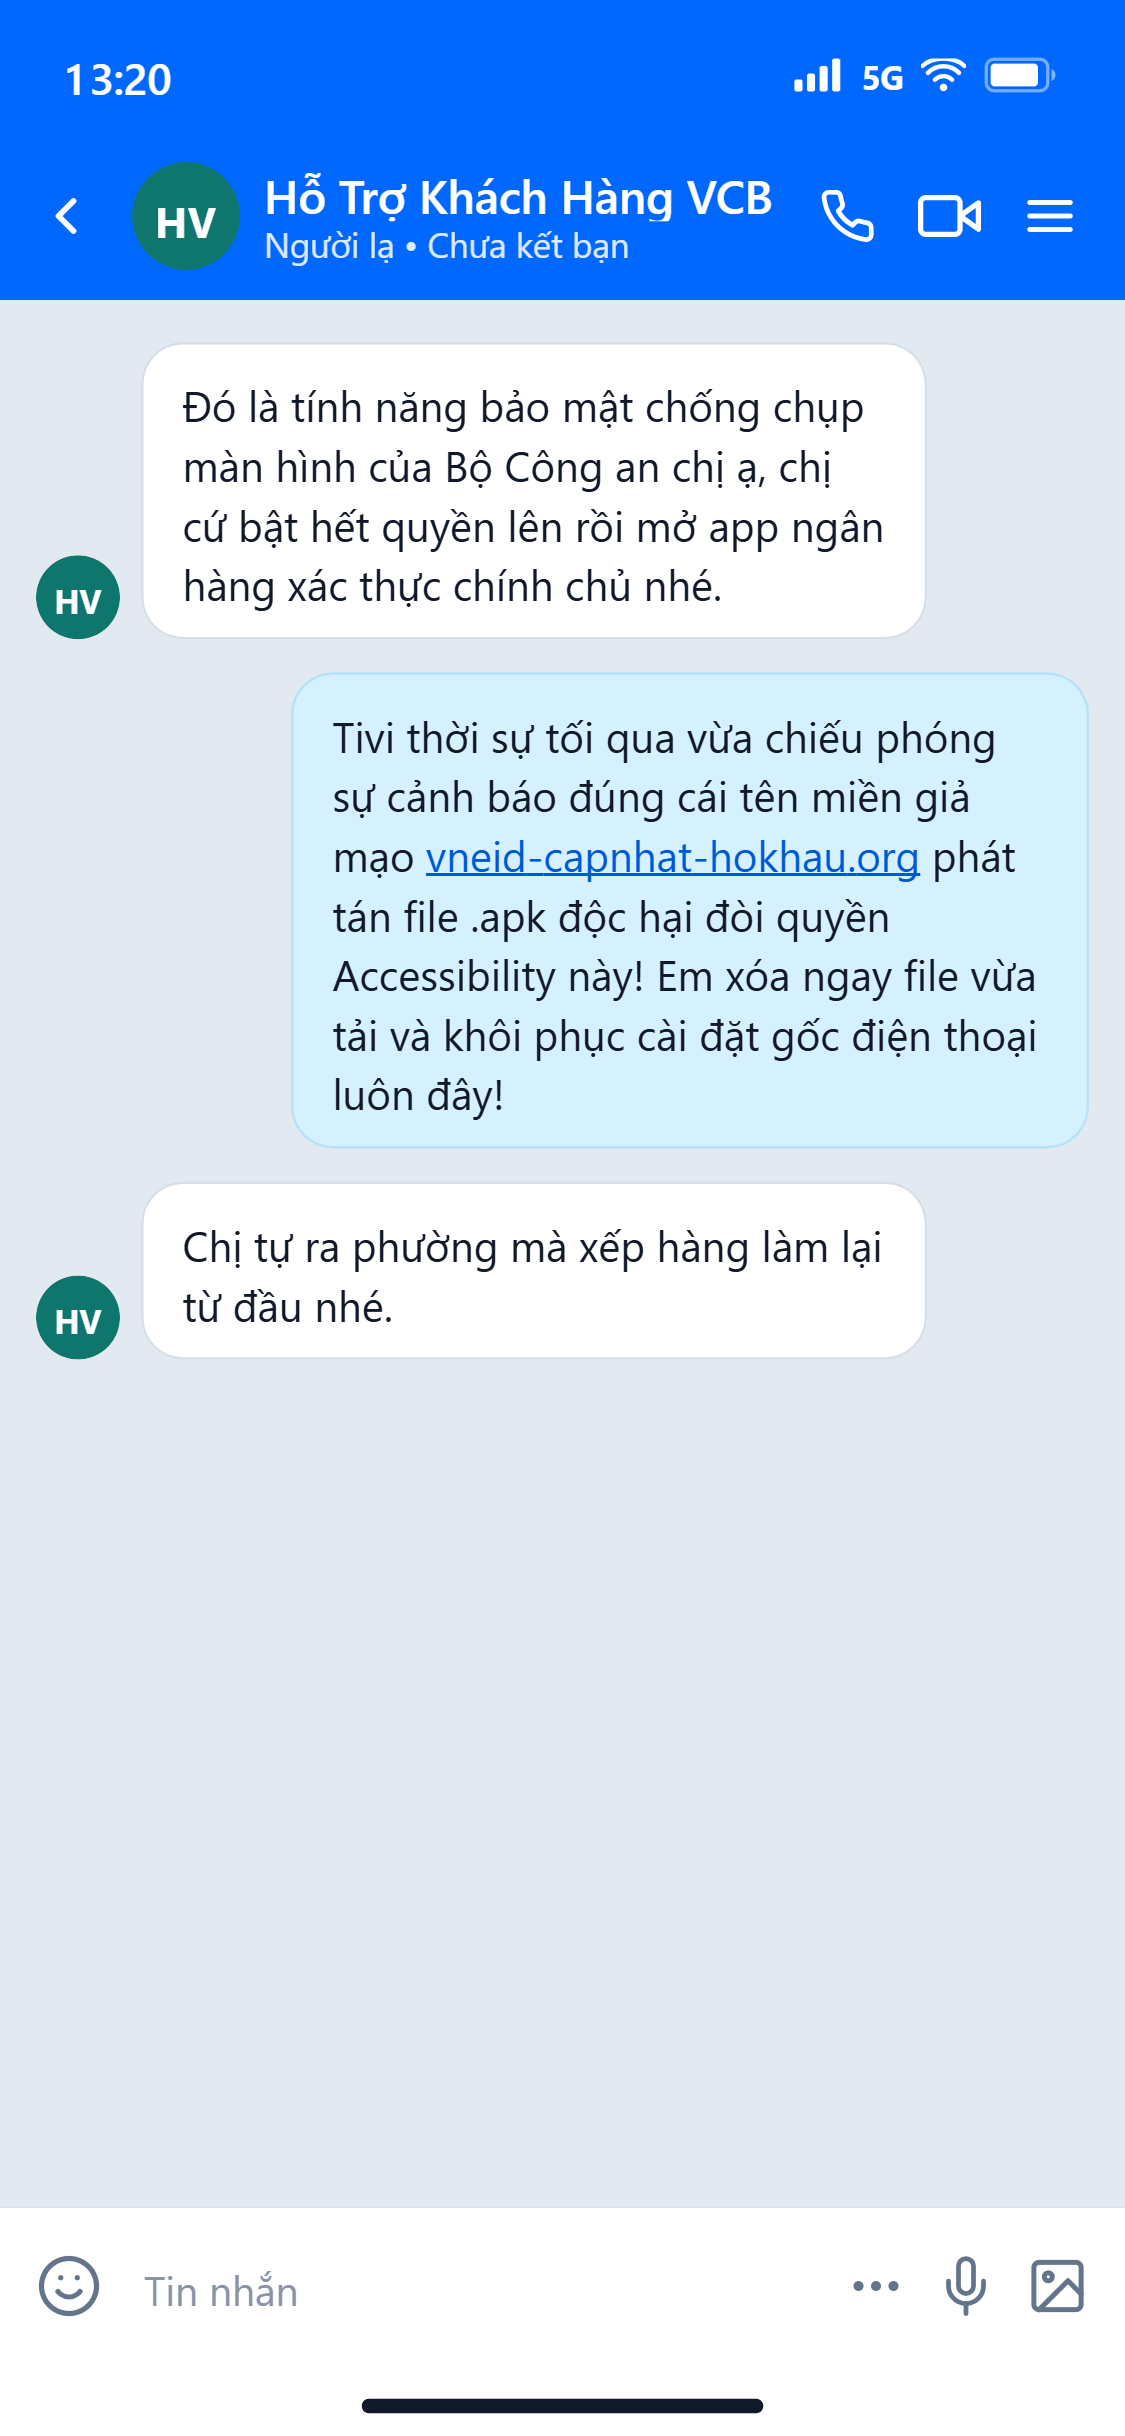 13:20
5G
HV
Hỗ Trợ Khách Hàng VCB
Người lạ • Chưa kết bạn
Đó là tính năng bảo mật chống chụp
màn hình của Bộ Công an chị ạ, chị
cứ bật hết quyền lên rồi mở app ngân
hàng xác thực chính chủ nhé.
HV
Tivi thời sự tối qua vừa chiếu phóng
sự cảnh báo đúng cái tên miền giả
mạo vneid-capnhat-hokhau.org phát
tán file .apk độc hại đòi quyền
Accessibility này! Em xóa ngay file vừa
tải và khôi phục cài đặt gốc điện thoại
luôn đây!
Chị tự ra phường mà xếp hàng làm lại
từ đầu nhé.
HV
Tin nhắn